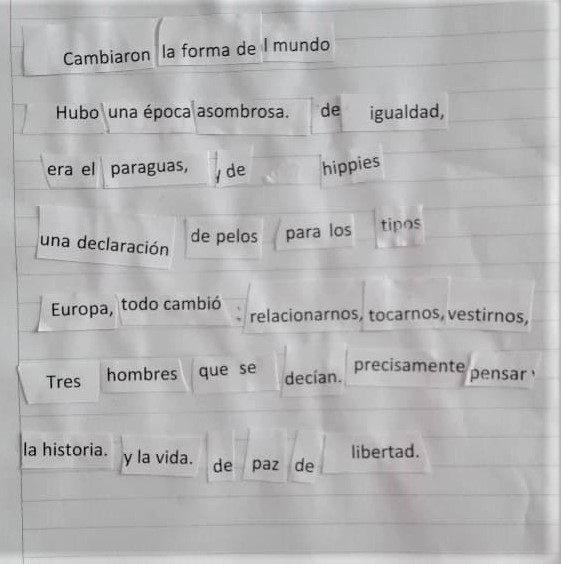 Cambiaron la forma de l mundo
Hubo una época asombrosa. de igualdad,
era el paraguas, y de hippies
una declaración de pelos para los tipos
Europa, todo cambió : relacionarnos, tocarnos, vestirnos,
Tres hombres que se decían. precisamente pensar
la historia. y la vida. de paz de libertad.